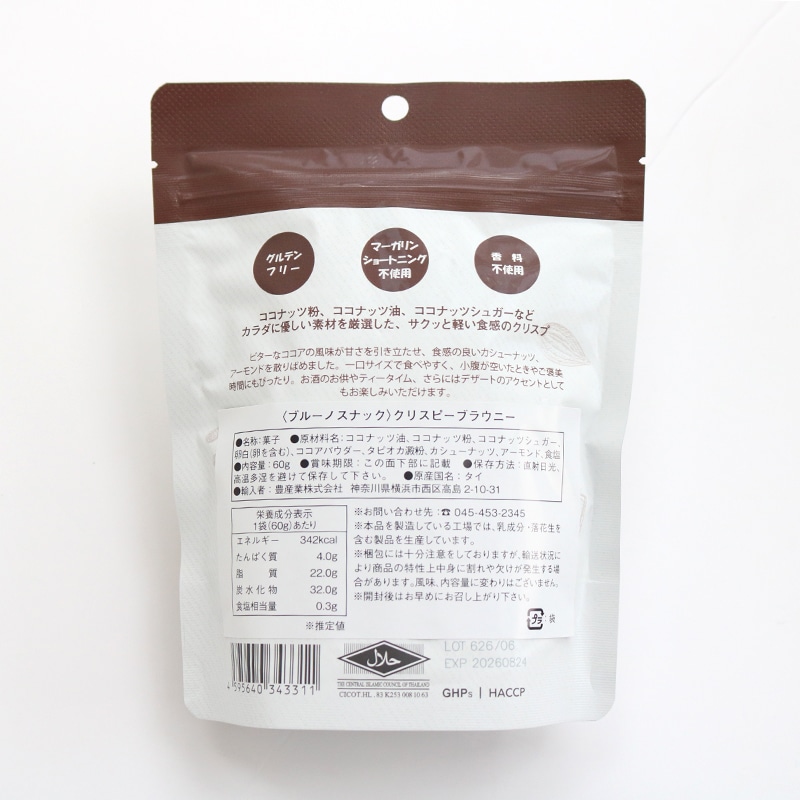 グルテン
フリー
マーガリン
ショートニング
不使用
香料
不使用
ココナッツ粉、ココナッツ油、ココナッツシュガーなど
カラダに優しい素材を厳選した、サクッと軽い食感のクリスプ
ビターなココアの風味が甘さを引き立たせ、食感の良いカシューナッツ、
アーモンドを散りばめました。一口サイズで食べやすく、小腹が空いたときやご褒美
時間にもぴったり。お酒のお供やティータイム、さらにはデザートのアクセントとして
もお楽しみいただけます。
〈ブルーノスナック〉クリスピーブラウニー
●名称:菓子 ●原材料名:ココナッツ油、ココナッツ粉、ココナッツシュガー、
卵白(卵を含む)、ココアパウダー、タピオカ澱粉、カシューナッツ、アーモンド、食塩
●内容量:60g ●賞味期限:この面下部に記載 ●保存方法:直射日光、
高温多湿を避けて保存して下さい。 ●原産国名:タイ
●輸入者:豊産業株式会社 神奈川県横浜市西区高島 2-10-31
栄養成分表示
1袋(60g)あたり
エネルギー 342kcal
たんぱく質 4.0g
脂質 22.0g
炭水化物 32.0g
食塩相当量 0.3g
※推定値
※お問い合わせ先:☎045-453-2345
※本品を製造している工場では、乳成分・落花生を
含む製品を生産しています。
※梱包には十分注意をしておりますが、輸送状況に
より商品の特性上中身に割れや欠けが発生する場
合があります。風味、内容量に変わりはございません。
※開封後はお早めにお召し上がり下さい。
プラ 袋
LOT 626/06
EXP 20260824
4595640 343311
حلال
THE CENTRAL ISLAMIC COUNCIL OF THAILAND
CICOT.HL. 83 K253 008 10 63
GHPs | HACCP